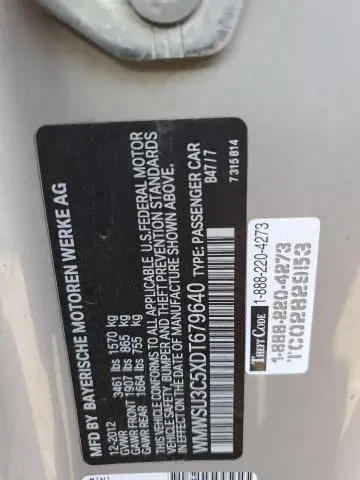 MFD BY BAYERISCHE MOTOREN WERKE AG
12-2012
GVWR 3461 lbs 1570 kg
GAWR FRONT 1907 lbs 865 kg
GAWR REAR 1664 lbs 755 kg
THIS VEHICLE CONFORMS TO ALL APPLICABLE U.S. FEDERAL MOTOR
VEHICLE SAFETY, BUMPER AND THEFT PREVENTION STANDARDS
IN EFFECT ON THE DATE OF MANUFACTURE SHOWN ABOVE.
WMWSU3C5XDT679640 TYPE: PASSENGER CAR
B47/7
7315814
THEFT CODE
1-888-220-4273
1-888-220-4273
TC02829153